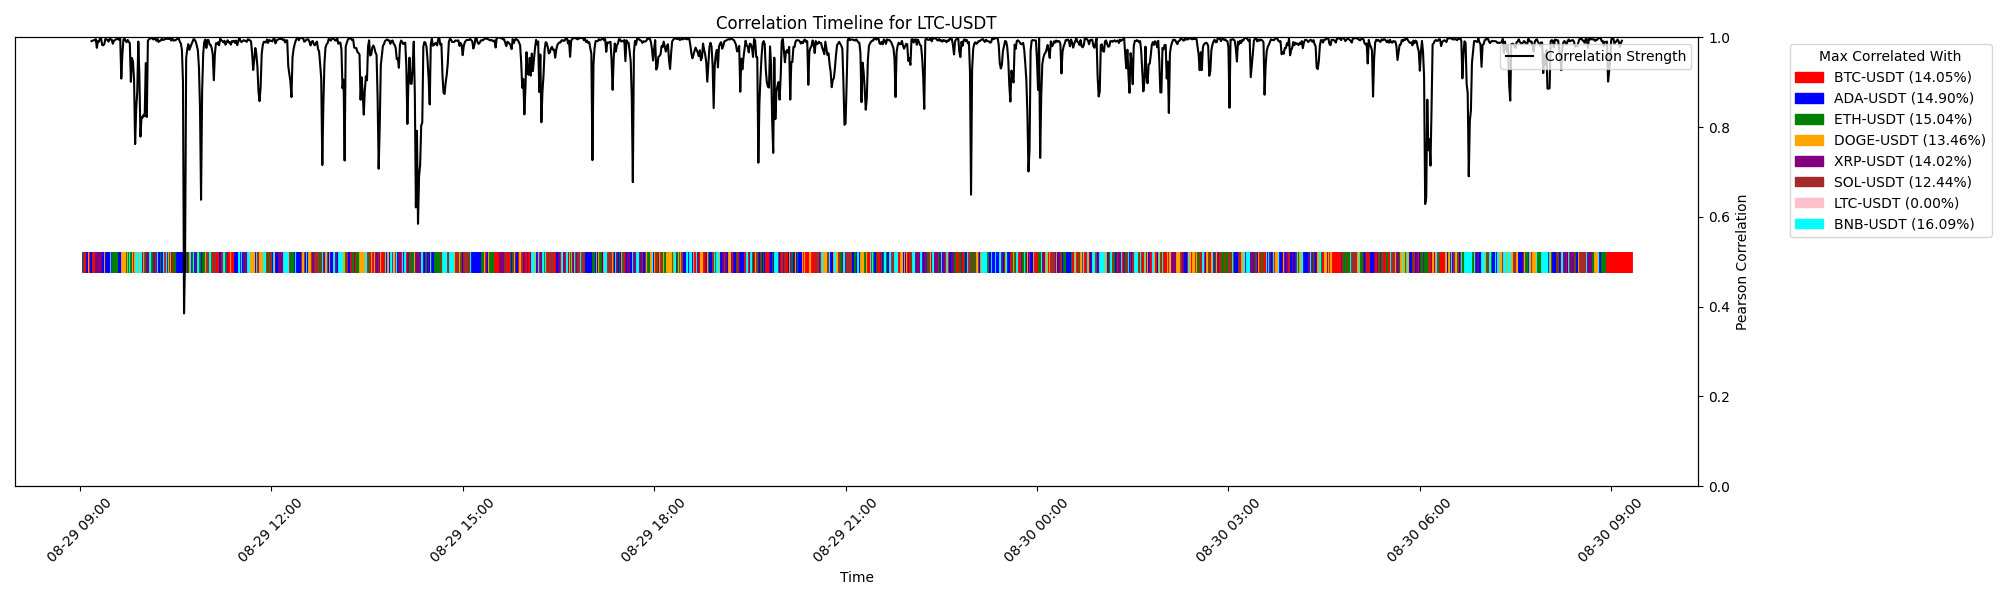 Correlation Timeline for LTC-USDT
Correlation Strength
1.0
0.8
0.6
0.4
0.2
0.0
Pearson Correlation
Max Correlated With
BTC-USDT (14.05%)
ADA-USDT (14.90%)
ETH-USDT (15.04%)
DOGE-USDT (13.46%)
XRP-USDT (14.02%)
SOL-USDT (12.44%)
LTC-USDT (0.00%)
BNB-USDT (16.09%)
08-29 09:00
08-29 12:00
08-29 15:00
08-29 18:00
08-29 21:00
08-30 00:00
08-30 03:00
08-30 06:00
08-30 09:00
Time